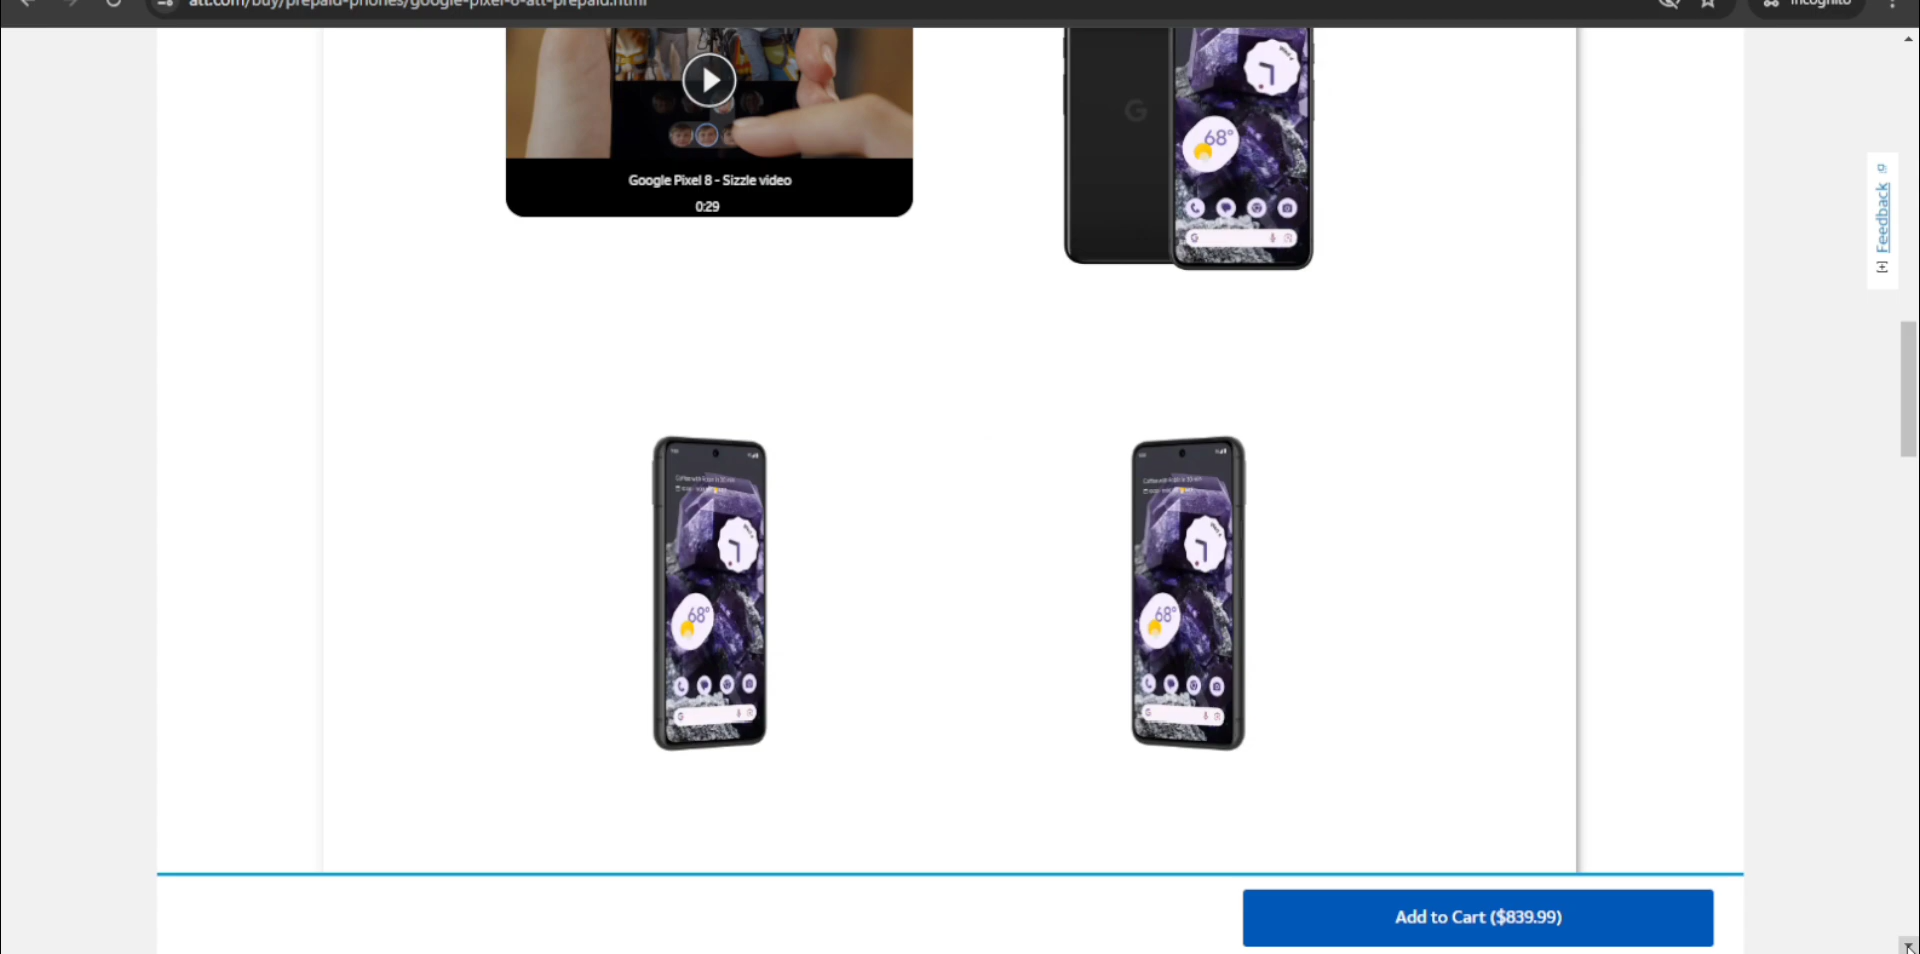 att.com/buy/prepaid-phones/google-pixel-8-att-prepaid.html
Incognito
Google Pixel 8 - Sizzle video
0:29
G
68°
G
[+] Feedback
68°
G
68°
G
Add to Cart ($839.99)